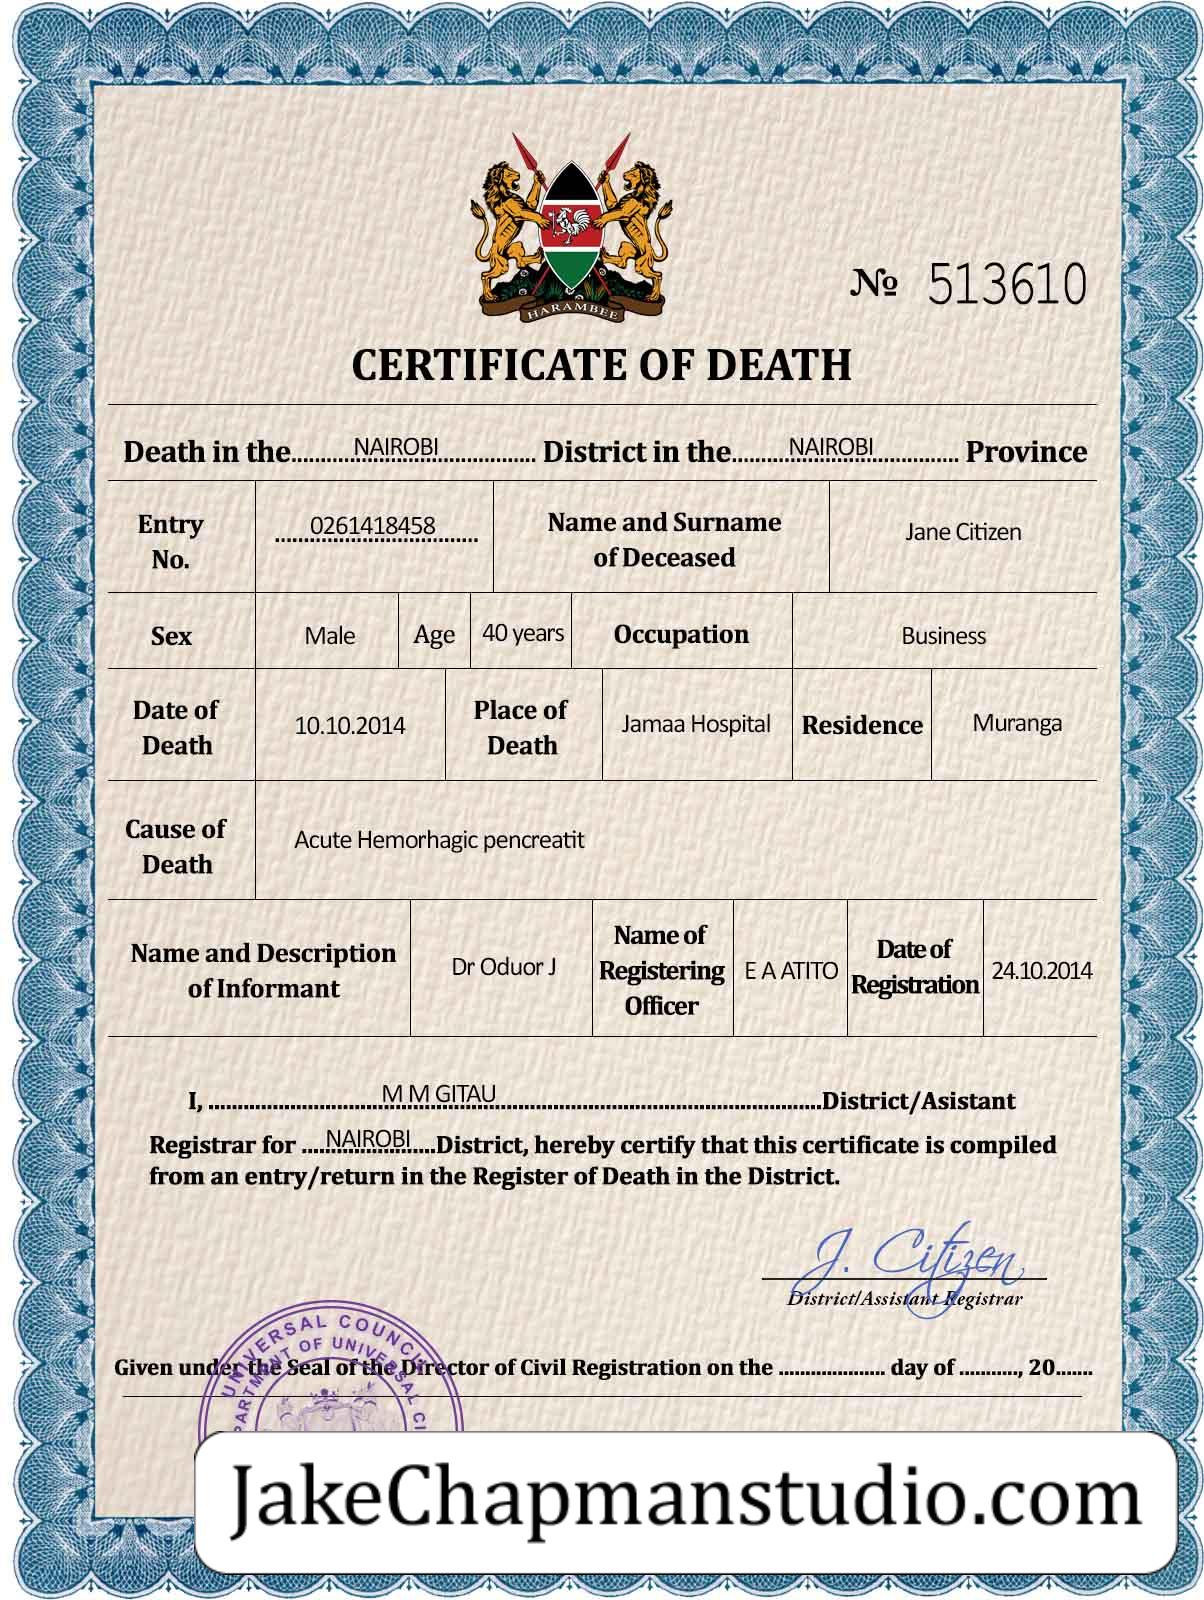 HARAMBEE
№ 513610
CERTIFICATE OF DEATH
Death in the....NAIROBI.... District in the....NAIROBI.... Province
Entry No.
0261418458
Name and Surname of Deceased
Jane Citizen
Sex
Male
Age
40 years
Occupation
Business
Date of Death
10.10.2014
Place of Death
Jamaa Hospital
Residence
Muranga
Cause of Death
Acute Hemorhagic pencreatit
Name and Description of Informant
Dr Oduor J
Name of Registering Officer
E A ATITO
Date of Registration
24.10.2014
I, ....M M GITAU....District/Asistant
Registrar for ....NAIROBI....District, hereby certify that this certificate is compiled
from an entry/return in the Register of Death in the District.
J. Citizen
District/Assistant Registrar
UNIVERSAL COUNCI
PARTMENT OF UNIVERSAL CI
Given under the Seal of the Director of Civil Registration on the .................... day of ..........., 20.......
JakeChapmanstudio.com